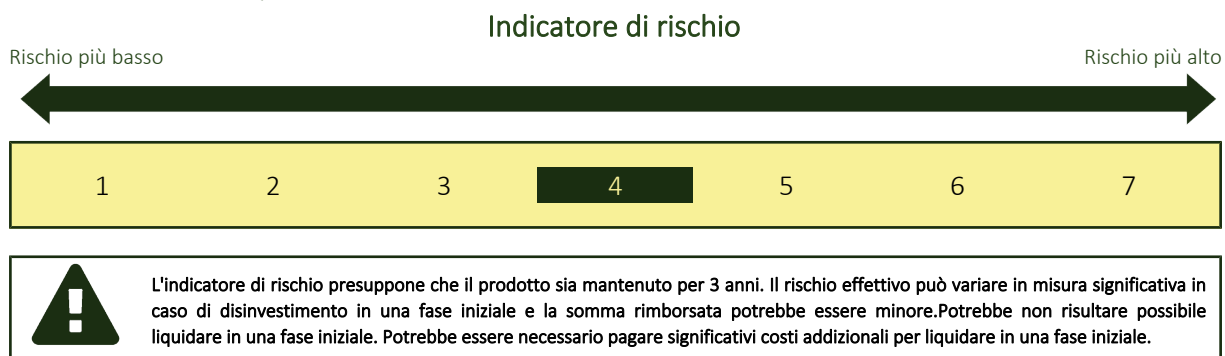 Indicatore di rischio
Rischio più basso Rischio più alto
1 2 3 4 5 6 7
L'indicatore di rischio presuppone che il prodotto sia mantenuto per 3 anni. Il rischio effettivo può variare in misura significativa in
caso di disinvestimento in una fase iniziale e la somma rimborsata potrebbe essere minore.Potrebbe non risultare possibile
liquidare in una fase iniziale. Potrebbe essere necessario pagare significativi costi addizionali per liquidare in una fase iniziale.